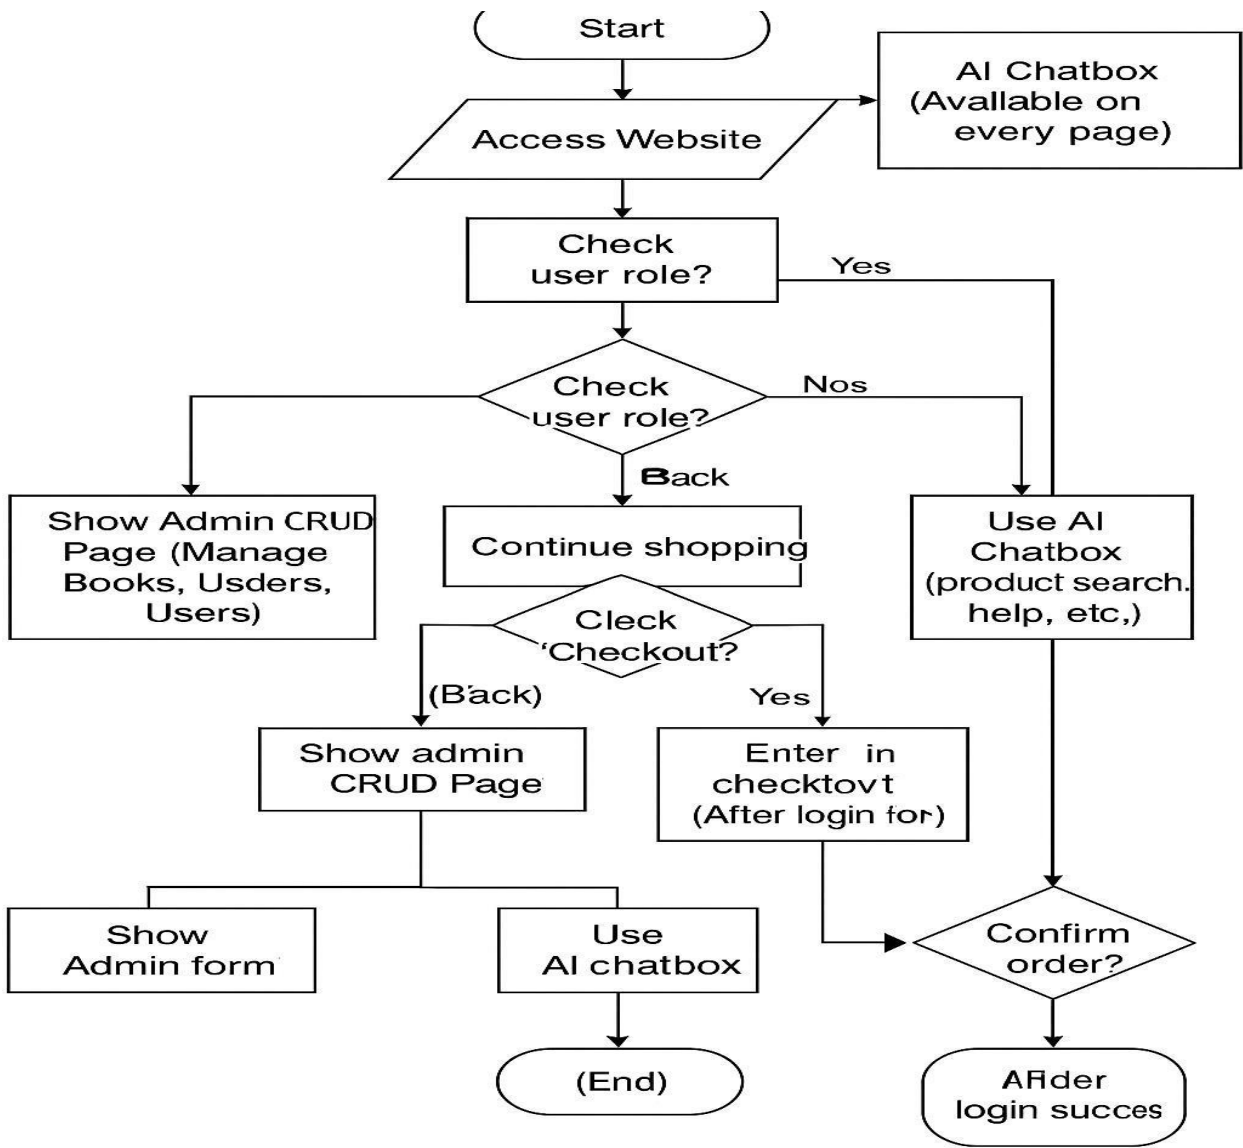 Start
AI Chatbox
(Avallable on
every page)
Access Website
Check
user role?
Yes
Check
user role?
Nos
Back
Show Admin CRUD
Page (Manage
Books, Usders,
Users)
Continue shopping
Use AI
Chatbox
(product search.
help, etc,)
Cleck
'Checkout?
(Back)
Yes
Show admin
CRUD Page
Enter in
checktovt
(After login for)
Show
Admin form
Use
AI chatbox
Confirm
order?
(End)
AFlder
login succes